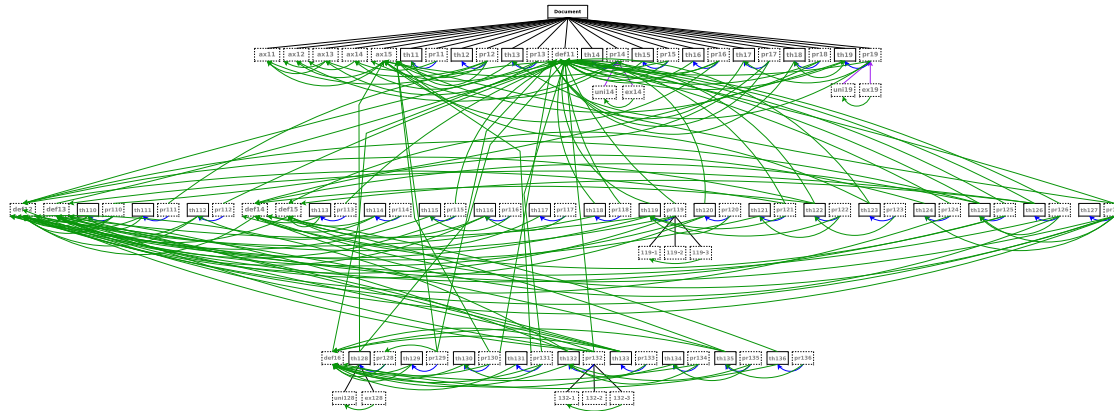 Document
ax11 ax12 ax13 ax14 ax15 th11 pr11 th12 pr12 th13 pr13 def11 th14 pr14 th15 pr15 th16 pr16 th17 pr17 th18 pr18 th19 pr19
uni14 ex14 uni19 ex19
def12 def13 th110 pr110 th111 pr111 th112 pr112 def14 def15 th113 pr113 th114 pr114 th115 pr115 th116 pr116 th117 pr117 th118 pr118 th119 pr119 th120 pr120 th121 pr121 th122 pr122 th123 pr123 th124 pr124 th125 pr125 th126 pr126 th127
119-1 119-2 119-3
def16 th128 pr128 th129 pr129 th130 pr130 th131 pr131 th132 pr132 th133 pr133 th134 pr134 th135 pr135 th136 pr136
uni128 ex128 132-1 132-2 132-3